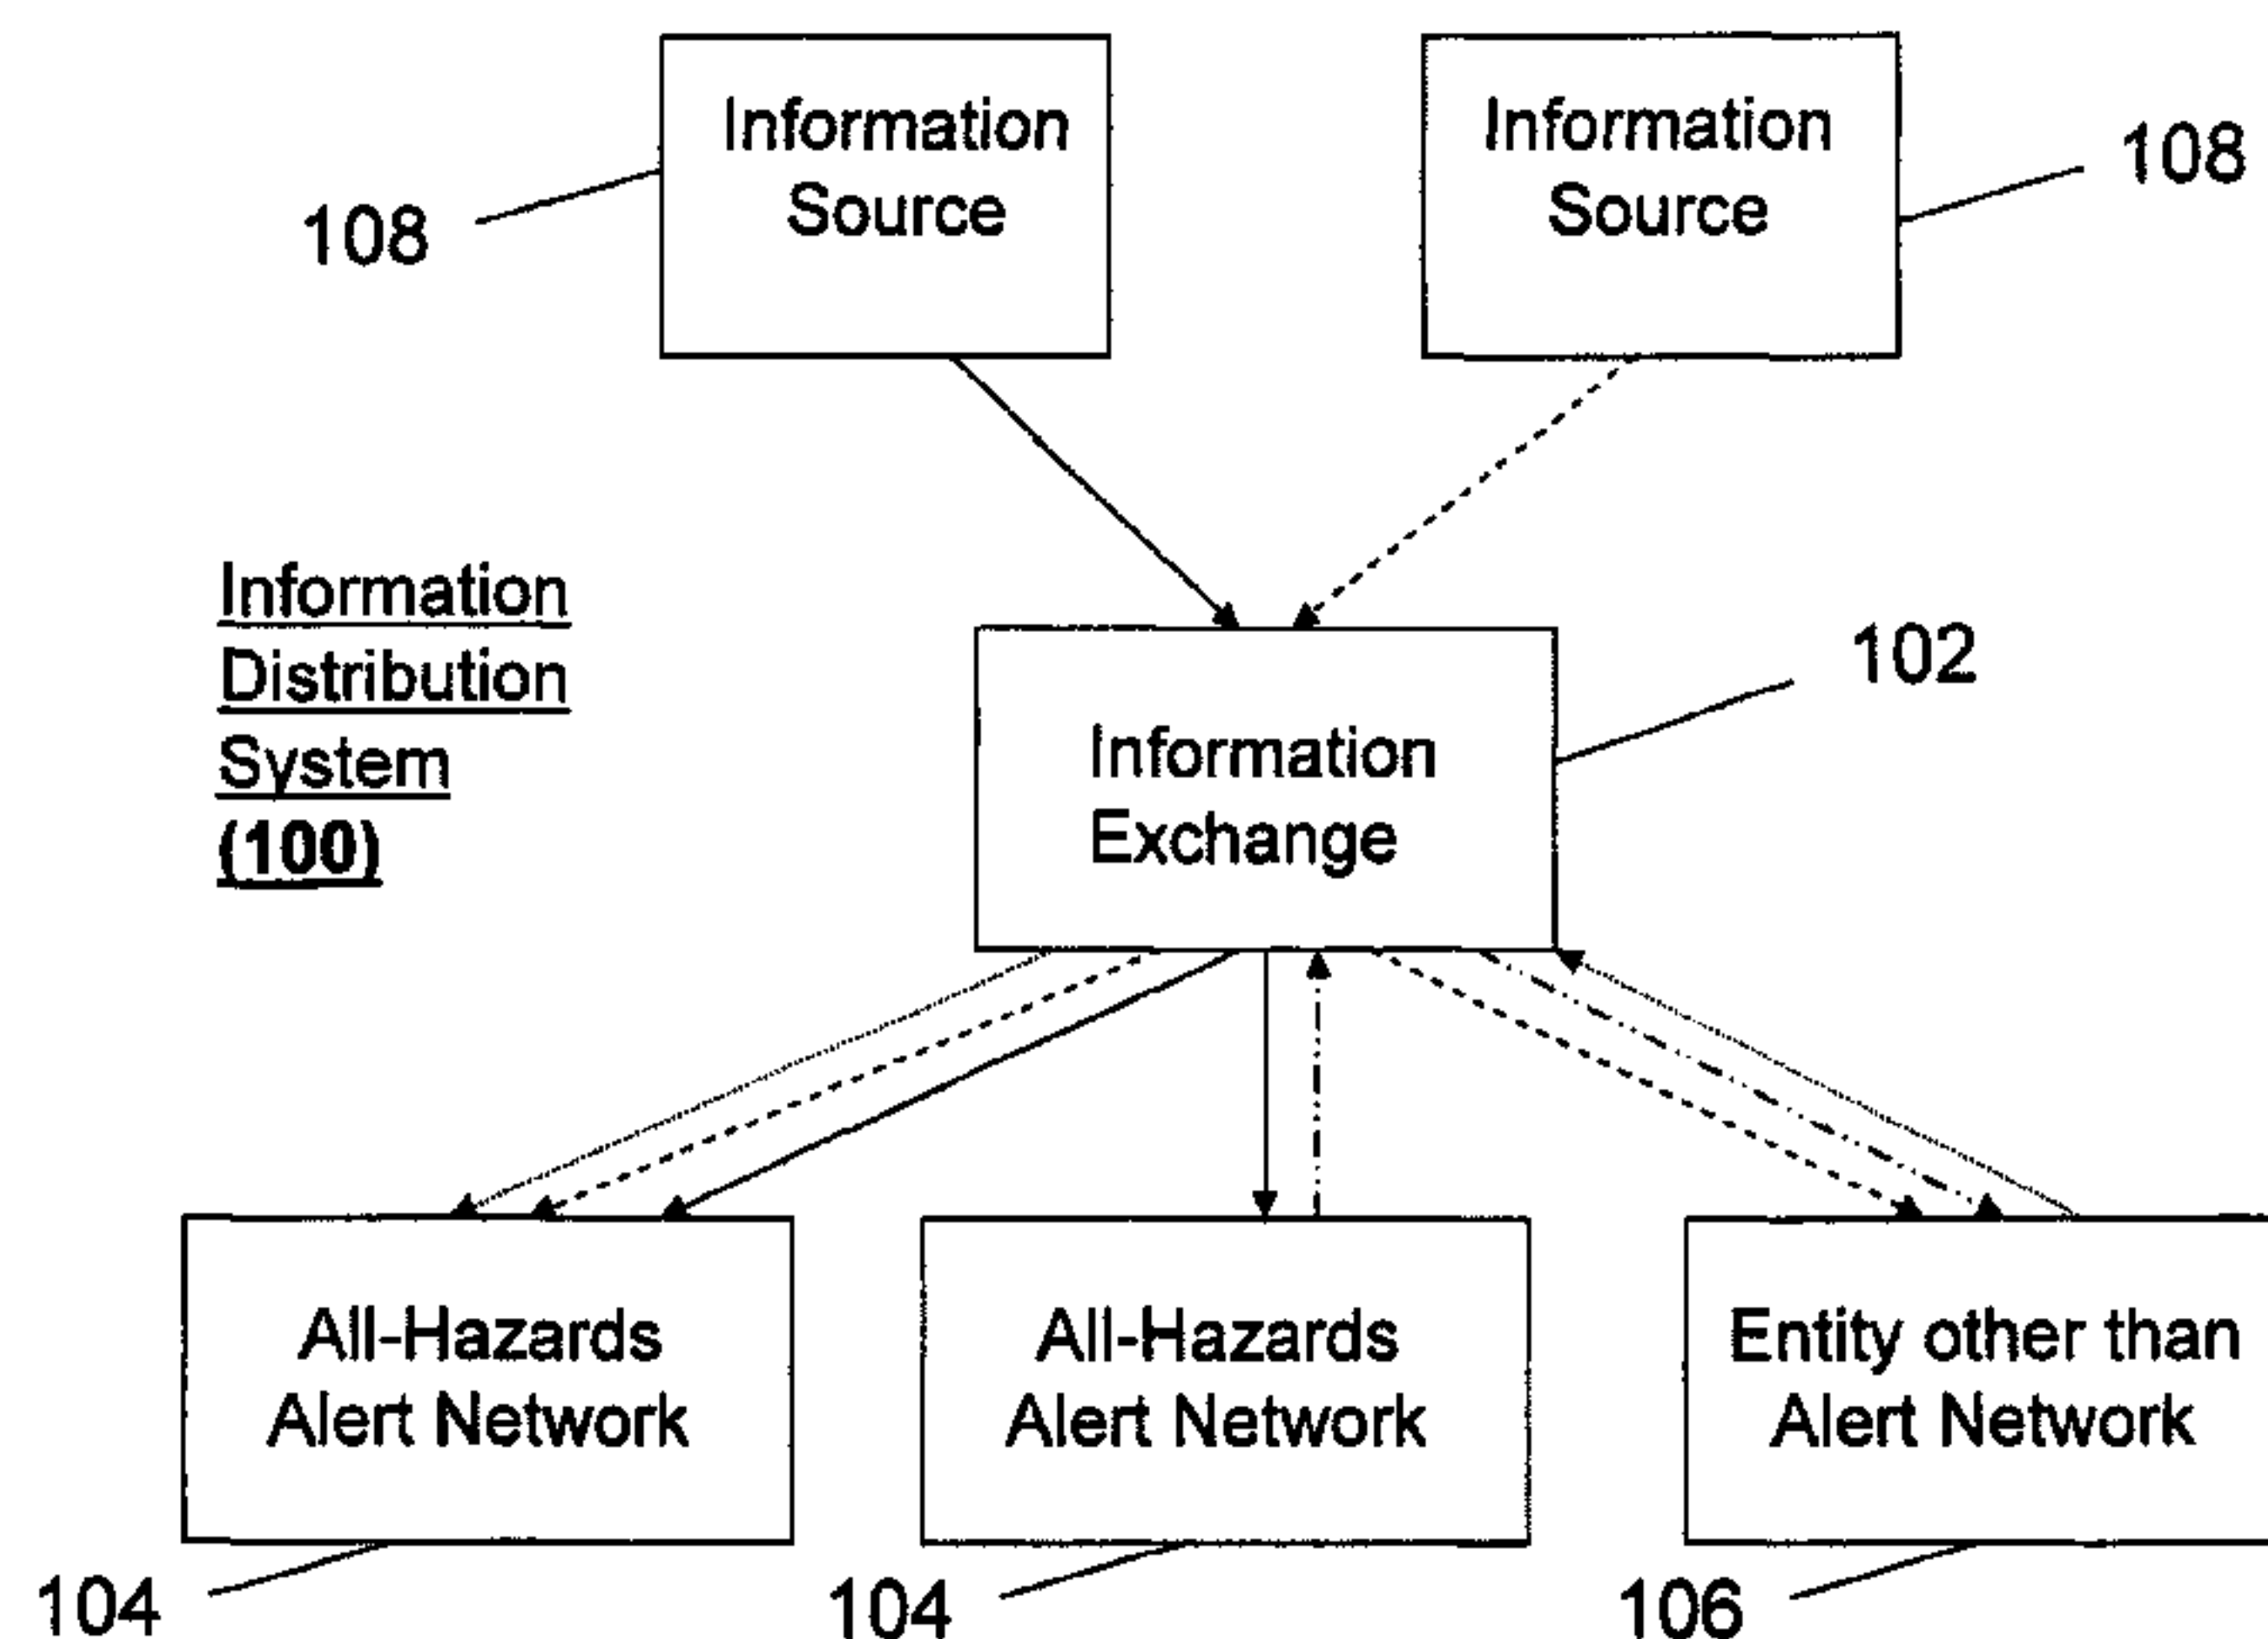 Information
Source
108
Information
Source
108
Information
Distribution
System
(100)
Information
Exchange
102
All-Hazards
Alert Network
104
All-Hazards
Alert Network
104
Entity other than
Alert Network
106